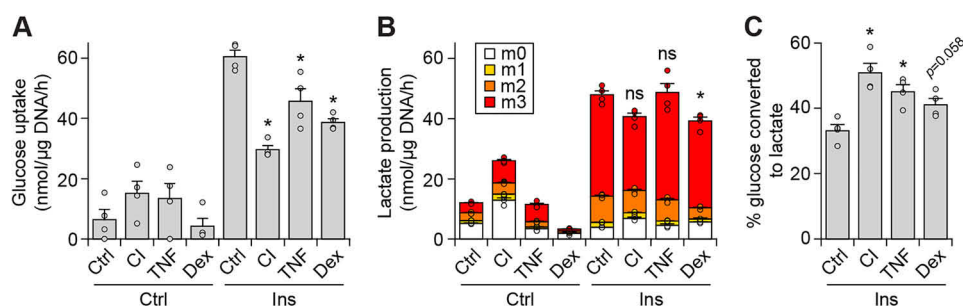 A
Glucose uptake
(nmol/µg DNA/h)
60
40
20
0
*
*
*
Ctrl
CI
TNF
Dex
Ctrl
CI
TNF
Dex
Ctrl
Ins
B
Lactate production
(nmol/µg DNA/h)
60
40
20
0
m0
m1
m2
m3
ns
ns
*
Ctrl
CI
TNF
Dex
Ctrl
CI
TNF
Dex
Ctrl
Ins
C
% glucose converted
to lactate
60
40
20
0
*
*
p=0.058
Ctrl
CI
TNF
Dex
Ins